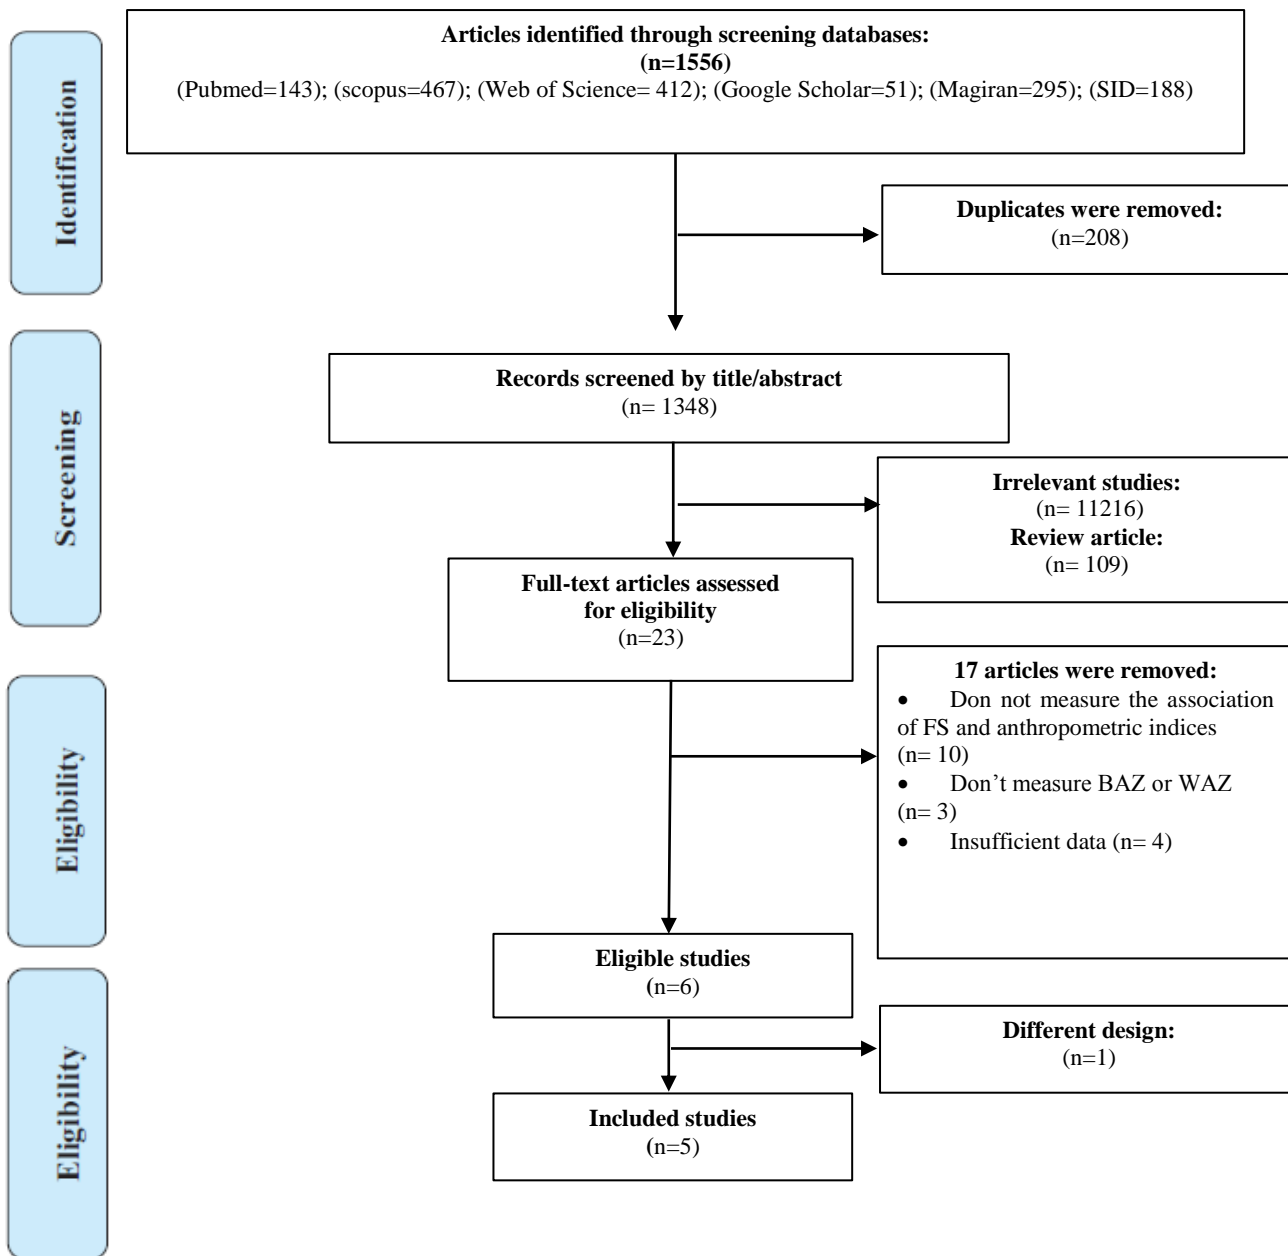 Articles identified through screening databases:
(n=1556)
(Pubmed=143); (scopus=467); (Web of Science= 412); (Google Scholar=51); (Magiran=295); (SID=188)
Identification
Duplicates were removed:
(n=208)
Screening
Records screened by title/abstract
(n= 1348)
Irrelevant studies:
(n= 11216)
Review article:
(n= 109)
Full-text articles assessed
for eligibility
(n=23)
Eligibility
17 articles were removed:
• Don not measure the association
of FS and anthropometric indices
(n= 10)
• Don’t measure BAZ or WAZ
(n= 3)
• Insufficient data (n= 4)
Eligible studies
(n=6)
Eligibility
Different design:
(n=1)
Included studies
(n=5)